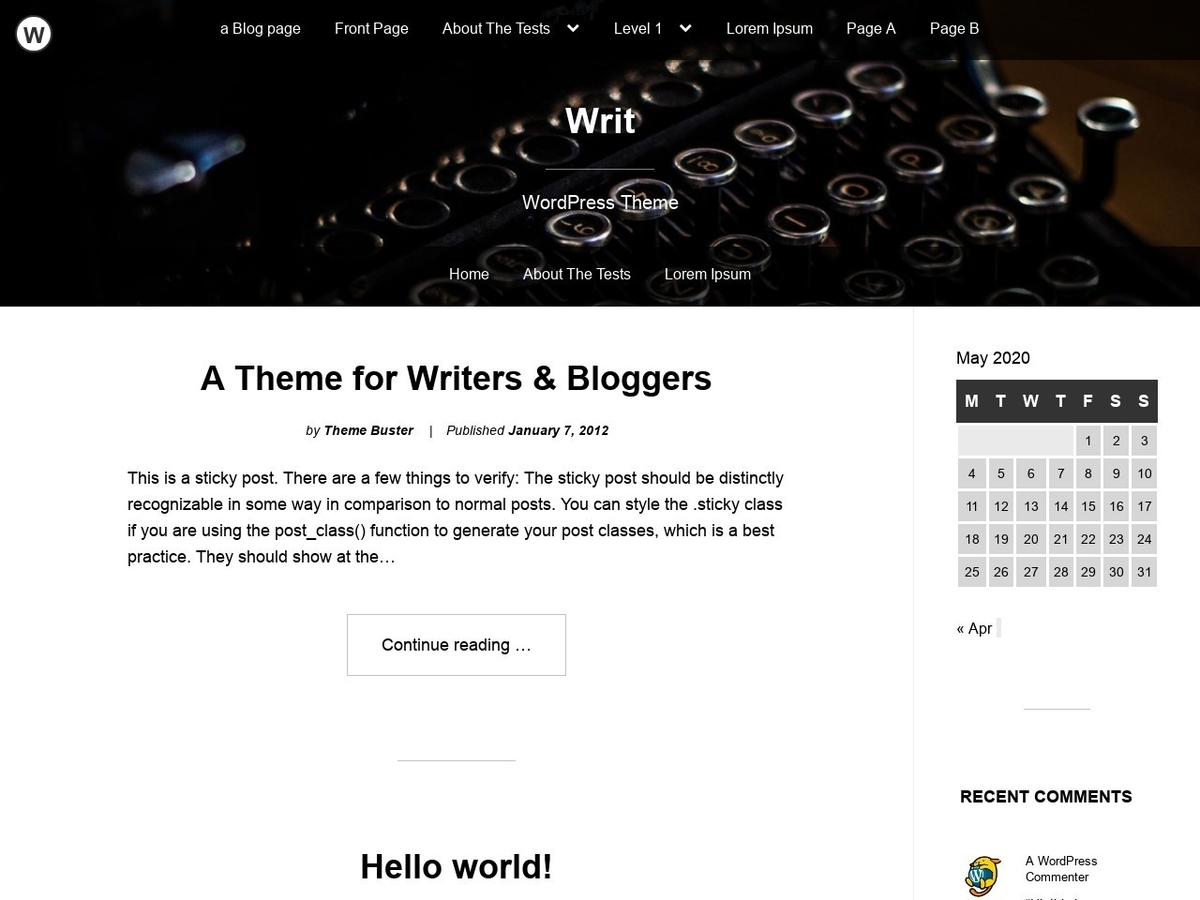 W
a Blog page Front Page About The Tests Level 1 Lorem Ipsum Page A Page B
Writ
WordPress Theme
Home About The Tests Lorem Ipsum
A Theme for Writers & Bloggers
by Theme Buster | Published January 7, 2012
This is a sticky post. There are a few things to verify: The sticky post should be distinctly
recognizable in some way in comparison to normal posts. You can style the .sticky class
if you are using the post_class() function to generate your post classes, which is a best
practice. They should show at the…
Continue reading …
Hello world!
May 2020
M T W T F S S
1 2 3
4 5 6 7 8 9 10
11 12 13 14 15 16 17
18 19 20 21 22 23 24
25 26 27 28 29 30 31
« Apr
RECENT COMMENTS
A WordPress
Commenter